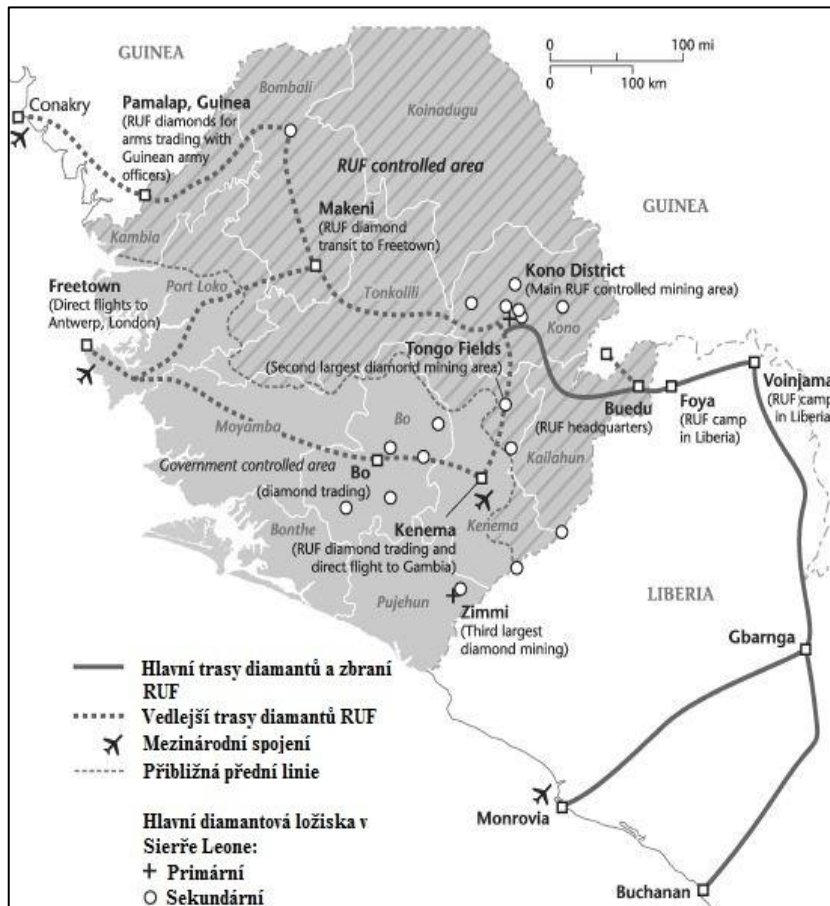 GUINEA
0 100 mi
0 100 km
Bombali
Koinadugu
Conakry
Pamalap, Guinea
(RUF diamonds for
arms trading with
Guinean army
officers)
RUF controlled area
Makeni
(RUF diamond
transit to Freetown)
GUINEA
Kambia
Port Loko
Tonkolili
Kono District
(Main RUF controlled mining area)
Kono
Freetown
(Direct flights to
Antwerp, London)
Tongo Fields
(Second largest diamond mining area)
Buedu
(RUF headquarters)
Foya
(RUF camp
in Liberia)
Voinjama
(RUF camp
in Liberia)
Moyamba
Bo
Kailahun
Government controlled area
Bo
(diamond trading)
Bonthe
Kenema
(RUF diamond trading and
direct flight to Gambia)
Kenema
Pujehun
Zimmi
(Third largest
diamond mining)
LIBERIA
Gbarnga
Monrovia
Buchanan
Hlavní trasy diamantů a zbraní
RUF
Vedlejší trasy diamantů RUF
Mezinárodní spojení
Přibližná přední linie
Hlavní diamantová ložiska v
Sierře Leone:
Primární
Sekundární